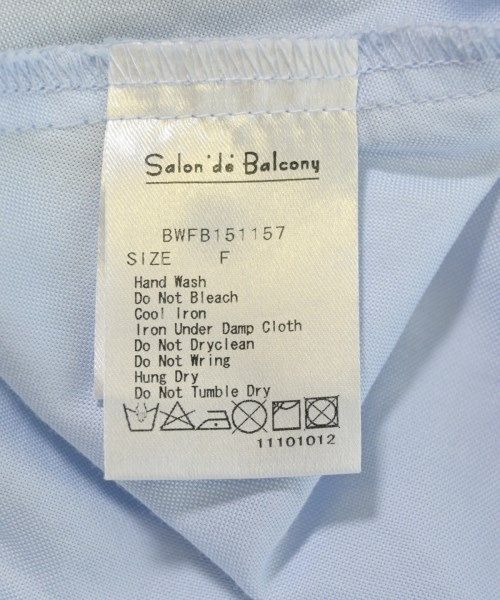 Salon de Balcony
BWFB151157
SIZE F
Hand Wash
Do Not Bleach
Cool Iron
Iron Under Damp Cloth
Do Not Dryclean
Do Not Wring
Hung Dry
Do Not Tumble Dry
11101012